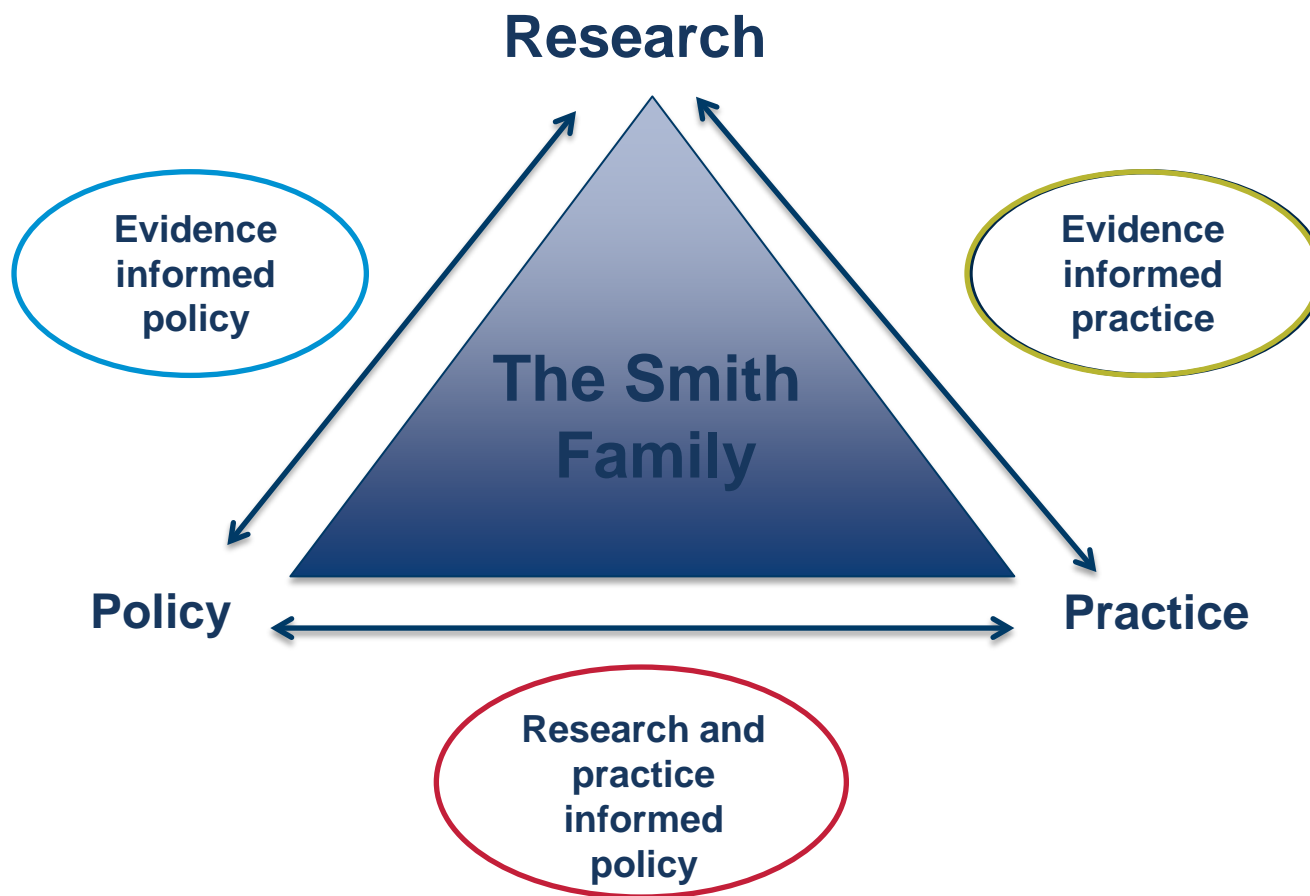 Research
Evidence
informed
policy
Evidence
informed
practice
The Smith
Family
Policy
Practice
Research and
practice
informed
policy